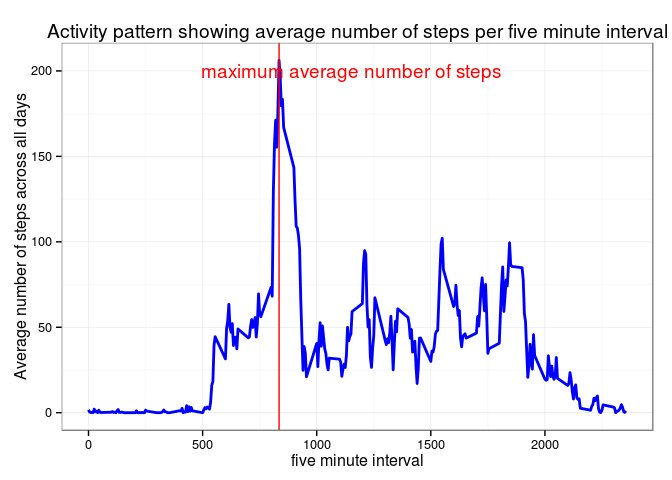 Activity pattern showing average number of steps per five minute interval
maximum average number of steps
Average number of steps across all days
200
150
100
50
0
0 500 1000 1500 2000
five minute interval